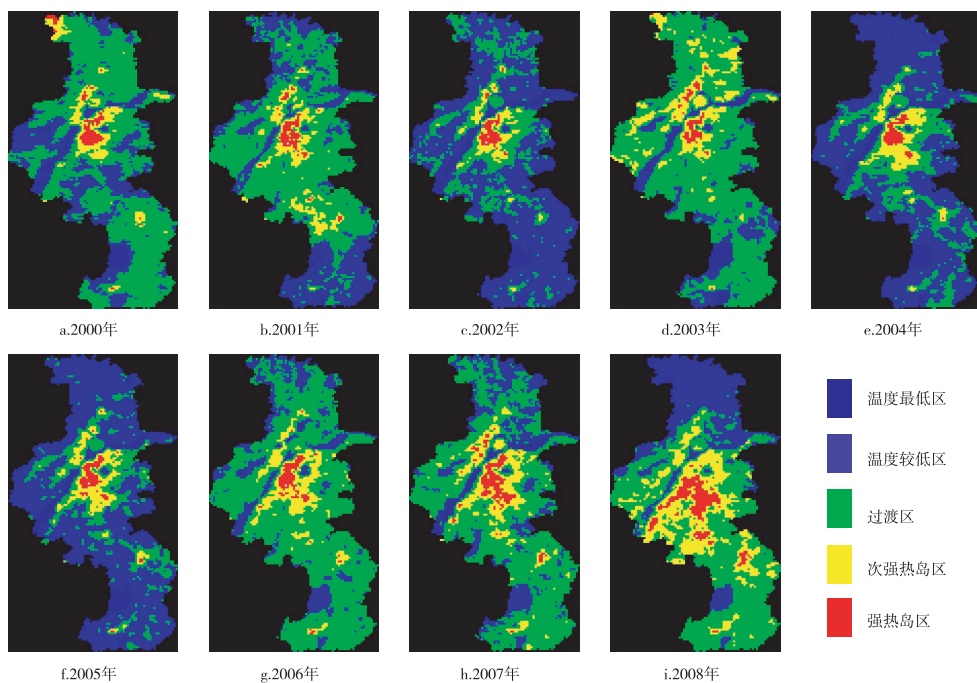 a.2000年
b.2001年
c.2002年
d.2003年
e.2004年
f.2005年
g.2006年
h.2007年
i.2008年
温度最低区
温度较低区
过渡区
次强热岛区
强热岛区